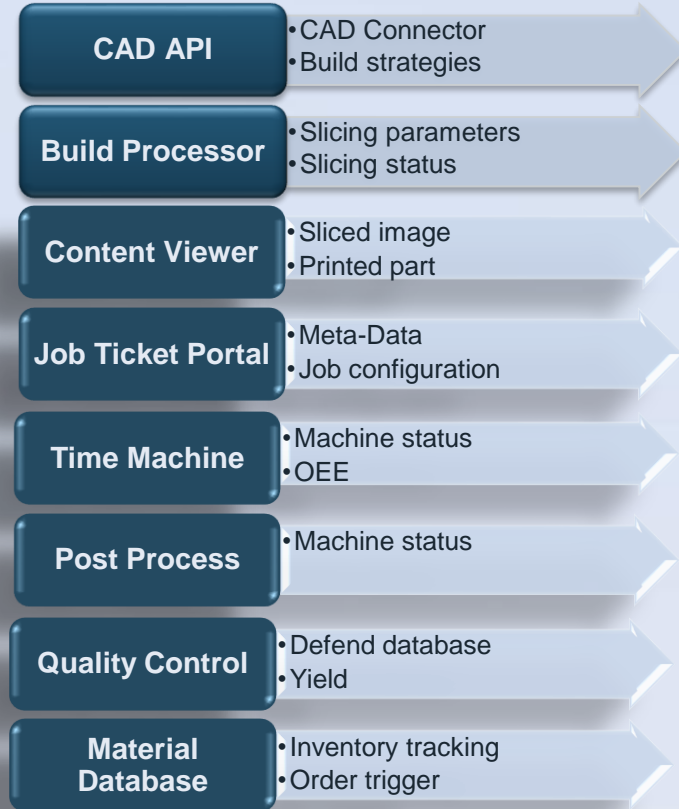 CAD API
•CAD Connector
•Build strategies
Build Processor
•Slicing parameters
•Slicing status
Content Viewer
•Sliced image
•Printed part
Job Ticket Portal
•Meta-Data
•Job configuration
Time Machine
•Machine status
•OEE
Post Process
•Machine status
Quality Control
•Defend database
•Yield
Material
Database
•Inventory tracking
•Order trigger